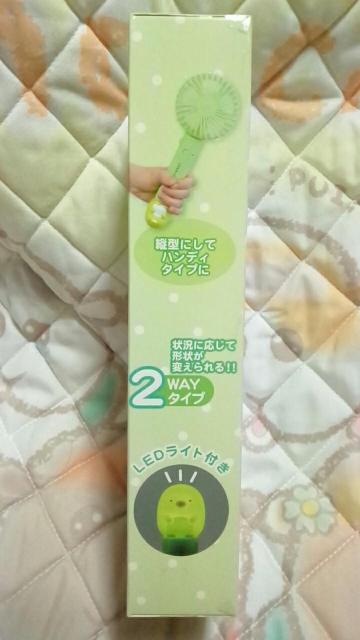 縦型にして
ハンディ
タイプに
状況に応じて
形状が
変えられる!!
2 WAY
タイプ
LEDライト付き